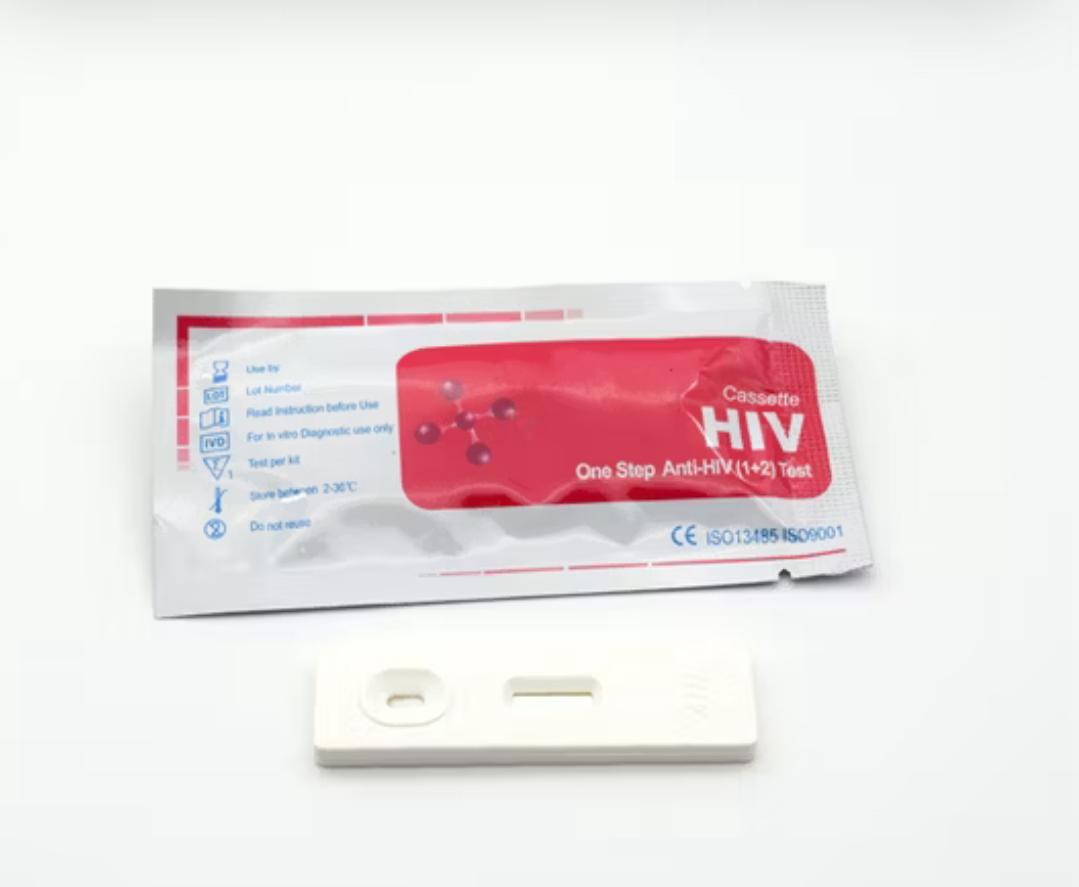 Use by
LOT Lot Number
Read Instruction before Use
IVD For In vitro Diagnostic use only
1 Test per kit
Store between 2-30°C
2 Do not reuse
Cassette
HIV
One Step Anti-HIV (1+2) Test
CE ISO13485 ISO9001